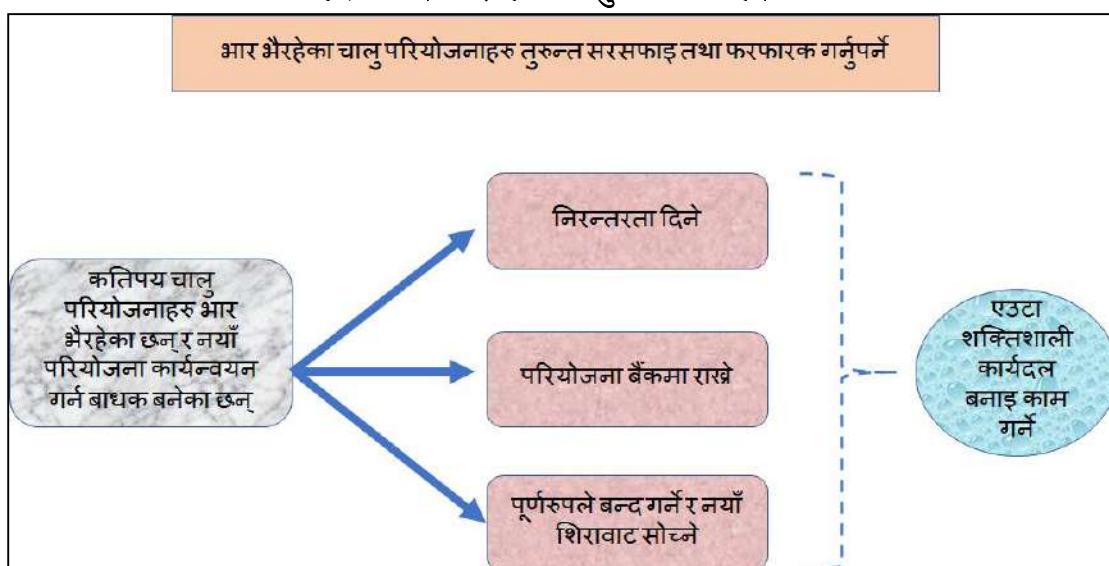 भार भैरहेका चालु परियोजनाहरु तुरुन्त सरसफाइ तथा फरफारक गर्नुपर्ने
निरन्तरता दिने
कतिपय चालु
परियोजनाहरु भार
भैरहेका छन् र नयाँ
परियोजना कार्यन्वयन
गर्न बाधक बनेका छन्
परियोजना बैंकमा राख्ने
पूर्णरुपले बन्द गर्ने र नयाँ
शिरावाट सोच्ने
एउटा
शक्तिशाली
कार्यदल
बनाइ काम
गर्ने